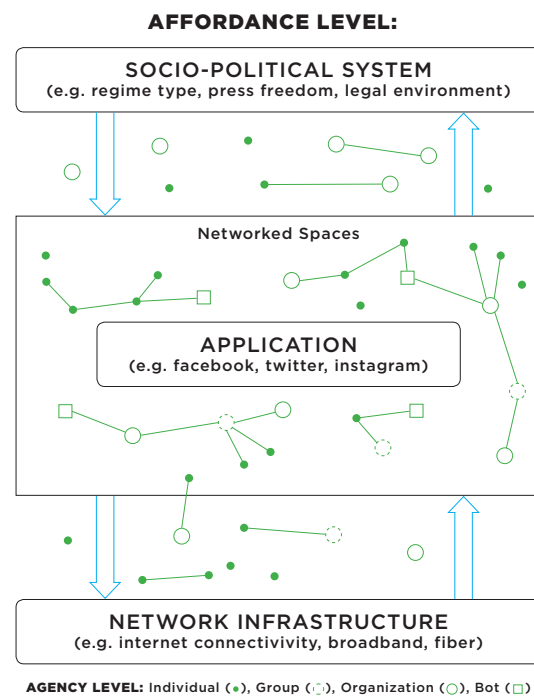 AFFORDANCE LEVEL:
SOCIO-POLITICAL SYSTEM
(e.g. regime type, press freedom, legal environment)
Networked Spaces
APPLICATION
(e.g. facebook, twitter, instagram)
NETWORK INFRASTRUCTURE
(e.g. internet connectivivity, broadband, fiber)
AGENCY LEVEL: Individual (●), Group (◌), Organization (○), Bot (□)